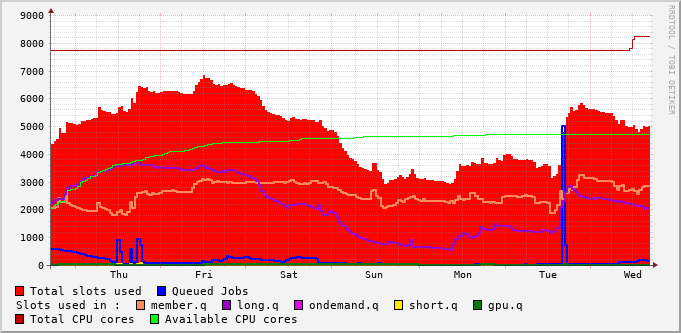 9000
8000
7000
6000
5000
4000
3000
2000
1000
0
Thu Fri Sat Sun Mon Tue Wed
RRDTOOL / TOBI OETIKER
Total slots used Queued Jobs
Slots used in : member.q long.q ondemand.q short.q gpu.q
Total CPU cores Available CPU cores